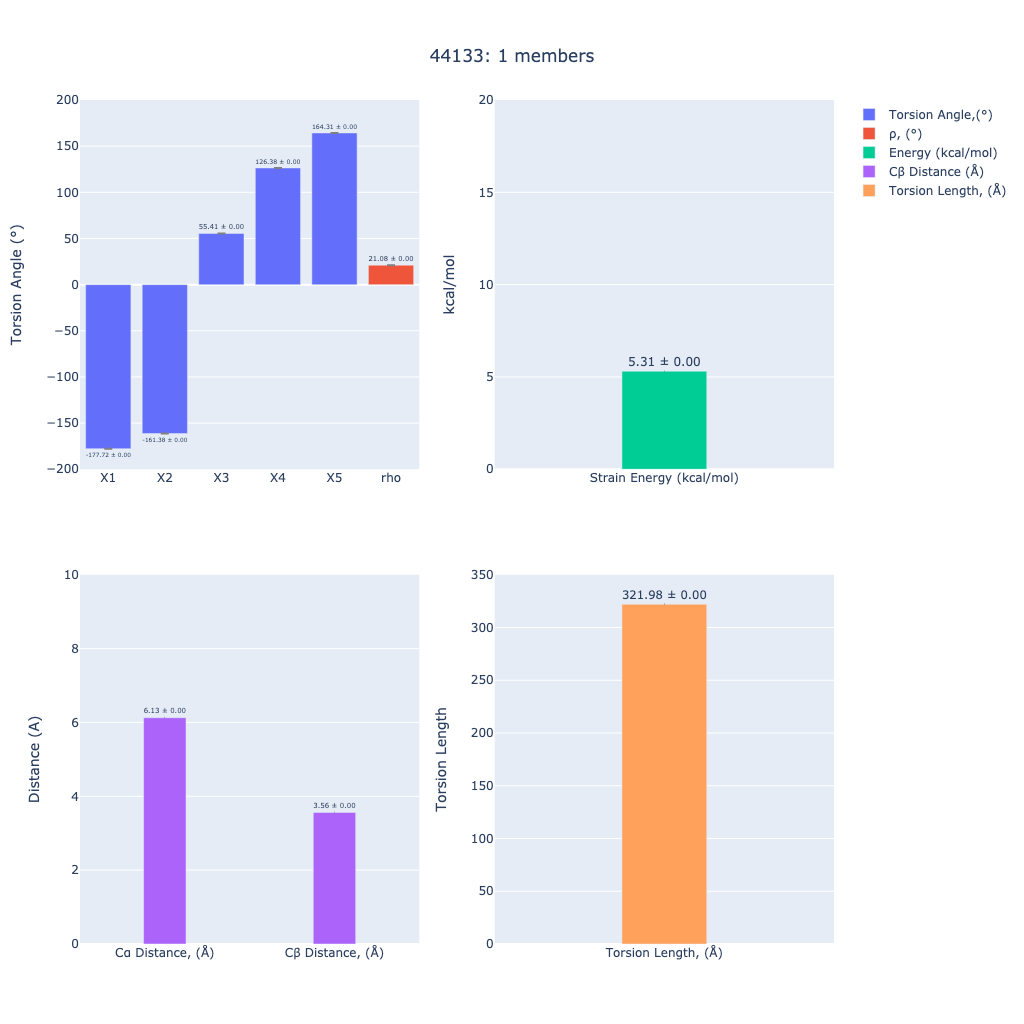 44133: 1 members
Torsion Angle (°)
200
150
100
50
0
−50
−100
−150
−200
-177.72 ± 0.00
-161.38 ± 0.00
55.41 ± 0.00
126.38 ± 0.00
164.31 ± 0.00
21.08 ± 0.00
X1 X2 X3 X4 X5 rho
kcal/mol
20
15
10
5
0
5.31 ± 0.00
Strain Energy (kcal/mol)
Torsion Angle,(°)
ρ, (°)
Energy (kcal/mol)
Cβ Distance (Å)
Torsion Length, (Å)
Distance (A)
10
8
6
4
2
0
6.13 ± 0.00
3.56 ± 0.00
Cα Distance, (Å) Cβ Distance, (Å)
Torsion Length
350
300
250
200
150
100
50
0
321.98 ± 0.00
Torsion Length, (Å)